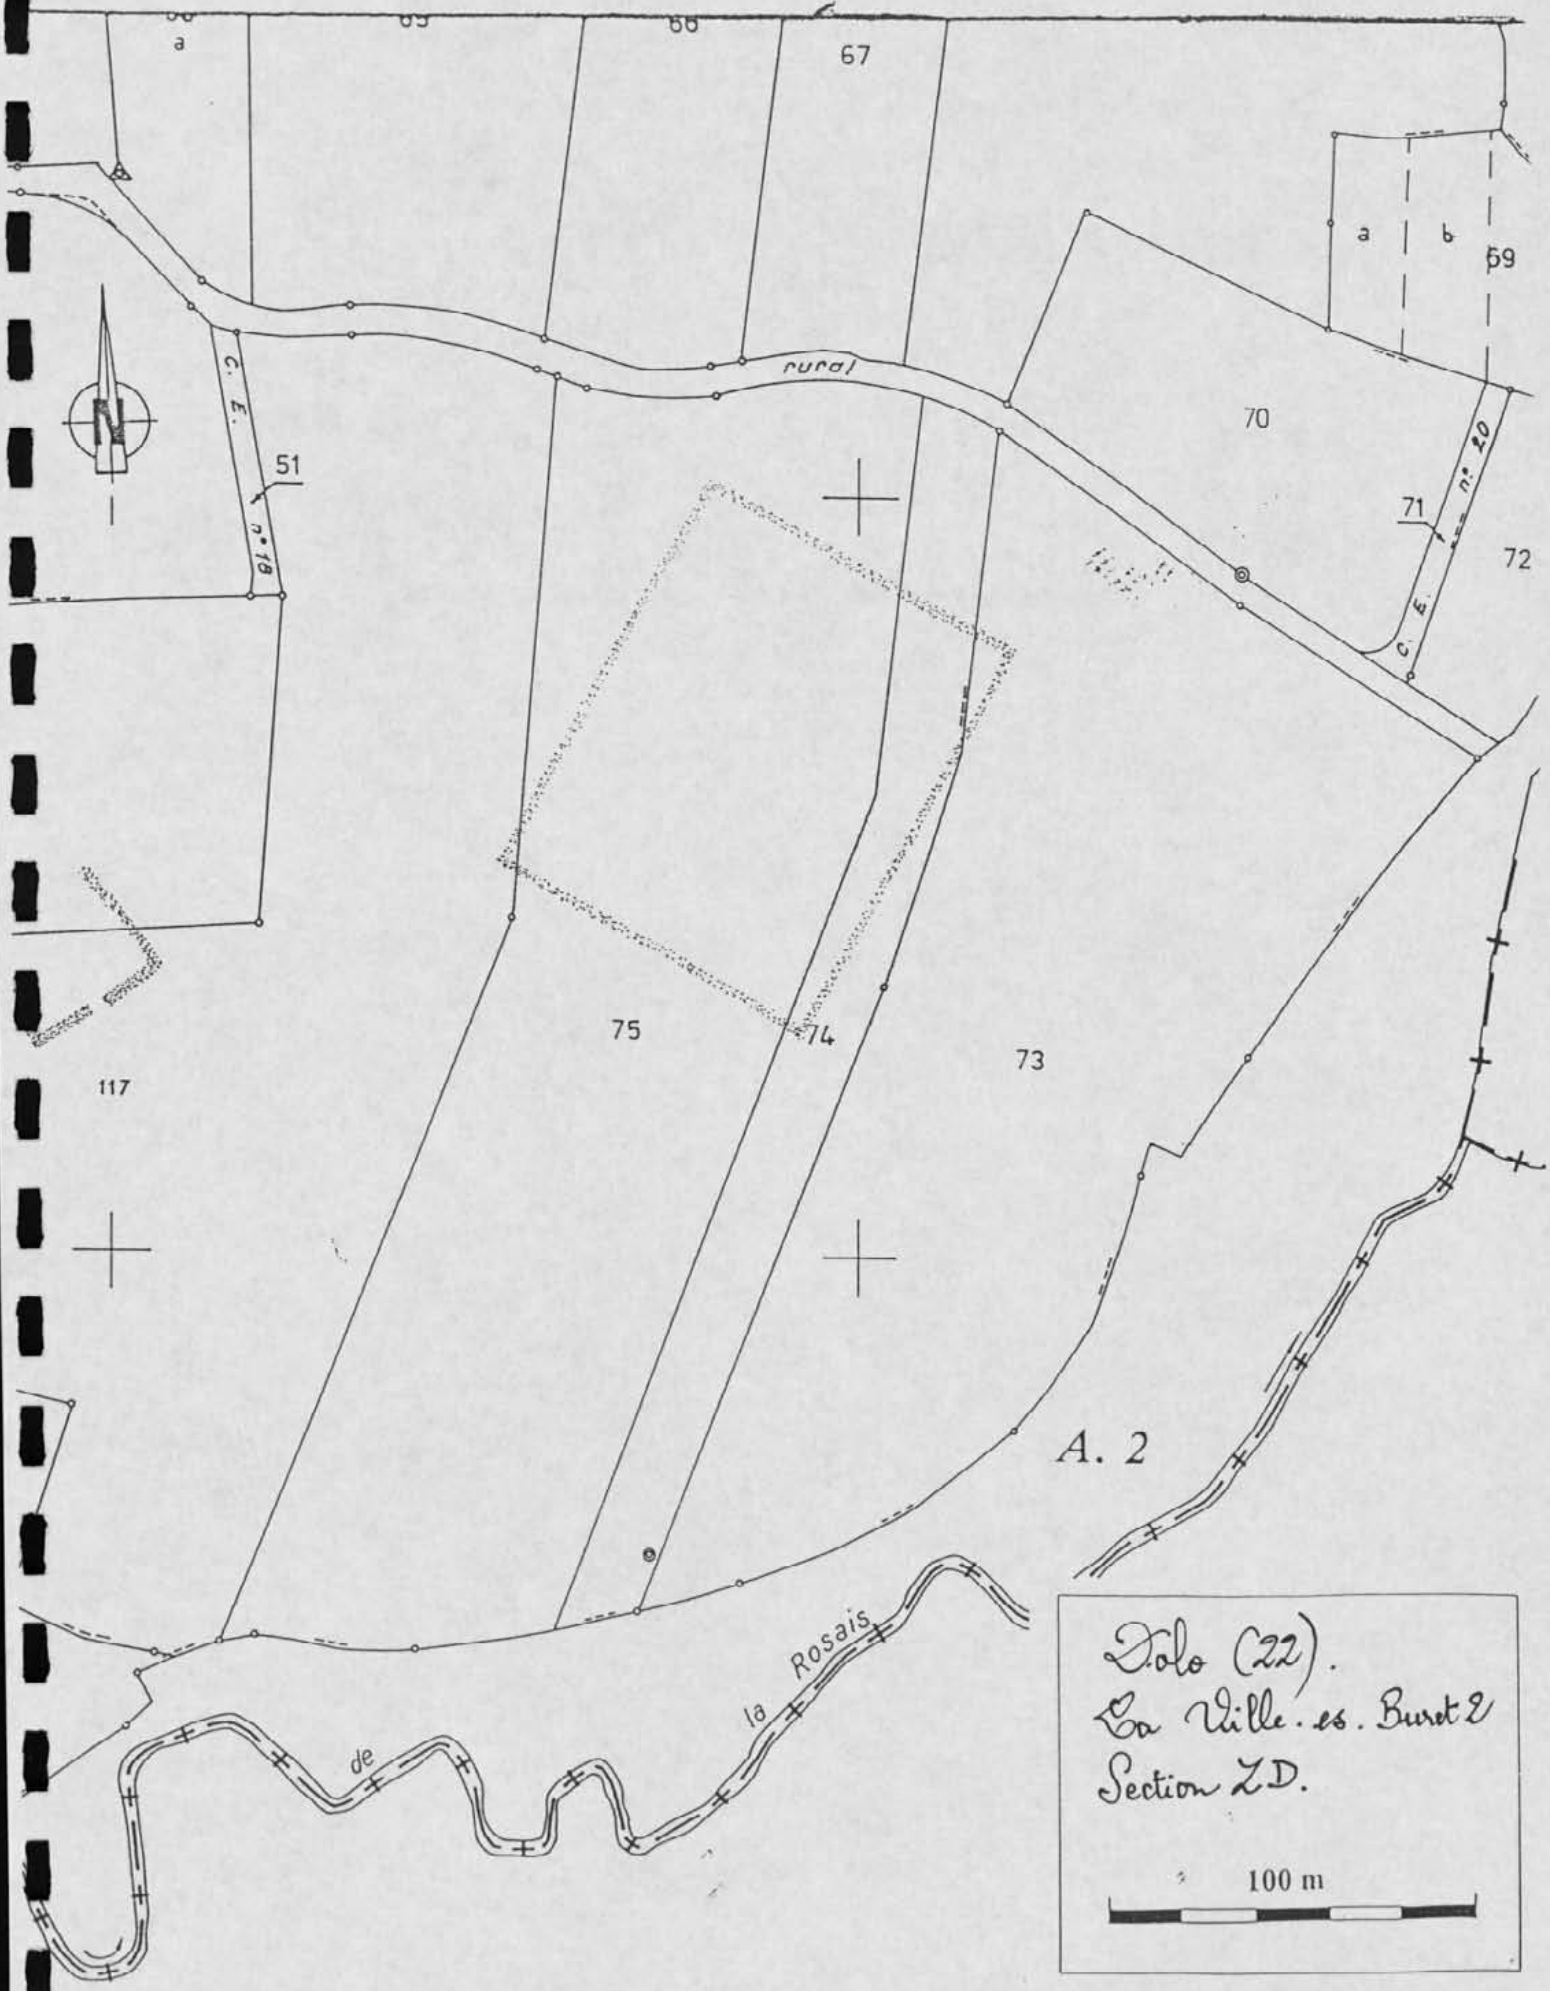 a
67
a
b
69
rural
70
C. E.
51
n° 18
N
n° 20
71
72
C. E.
75
74
73
117
A. 2
de
la
Rosais
Dolo (22).
La Ville. es. Buret 2
Section ZD.
100 m